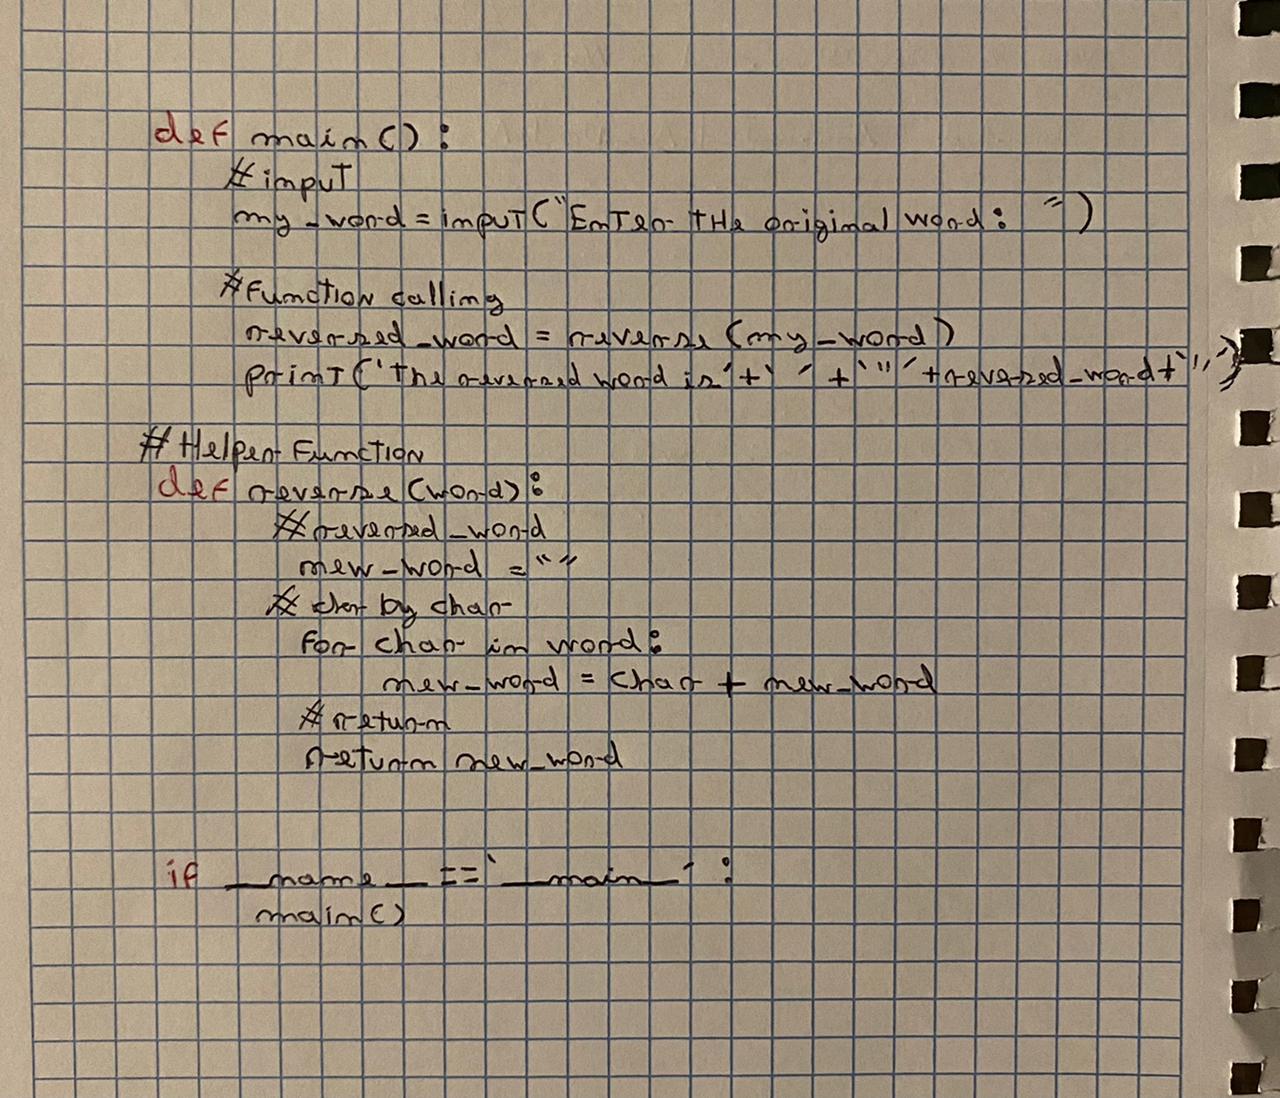 def main():
#input
my_word = input("Enter the original word: ")
#Function calling
reversed_word = reverse(my_word)
print('The reversed word is'+' '+'"'+reversed_word+'"')
# Helper Function
def reverse(word):
#reversed_word
new_word = ""
# char by char
for char in word:
new_word = char + new_word
# return
return new_word
if __name__ == '__main__':
main()